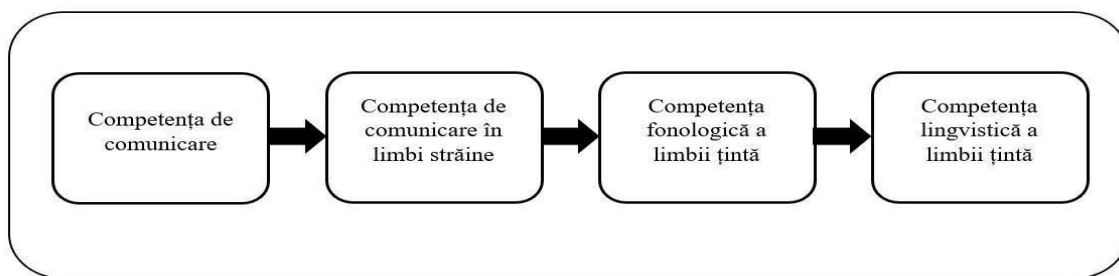 Competența de
comunicare
Competența de
comunicare în
limbi străine
Competența
fonologică a
limbii țintă
Competența
lingvistică a
limbii țintă